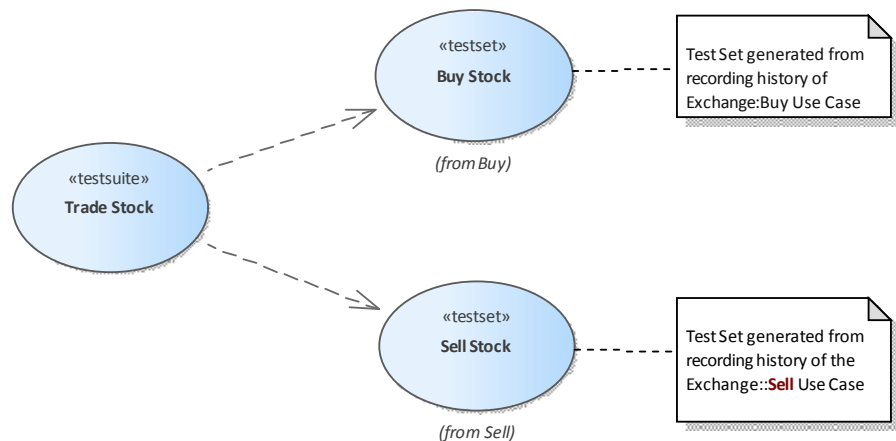 «testset»
Buy Stock
(from Buy)
Test Set generated from
recording history of
Exchange:Buy Use Case
«testsuite»
Trade Stock
«testset»
Sell Stock
(from Sell)
Test Set generated from
recording history of the
Exchange::Sell Use Case